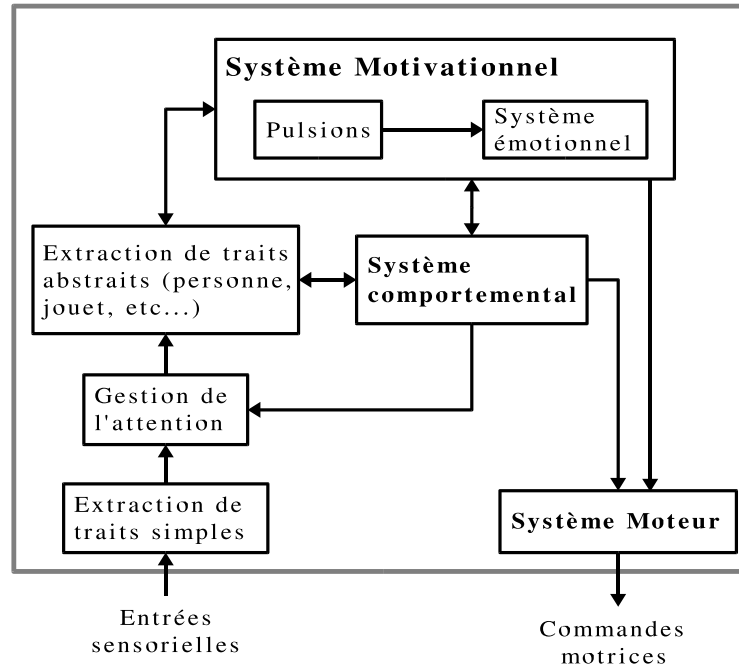 Système Motivationnel
Pulsions
Système
émotionnel
Extraction de traits
abstraits (personne,
jouet, etc...)
Système
comportemental
Gestion de
l'attention
Extraction de
traits simples
Système Moteur
Entrées
sensorielles
Commandes
motrices